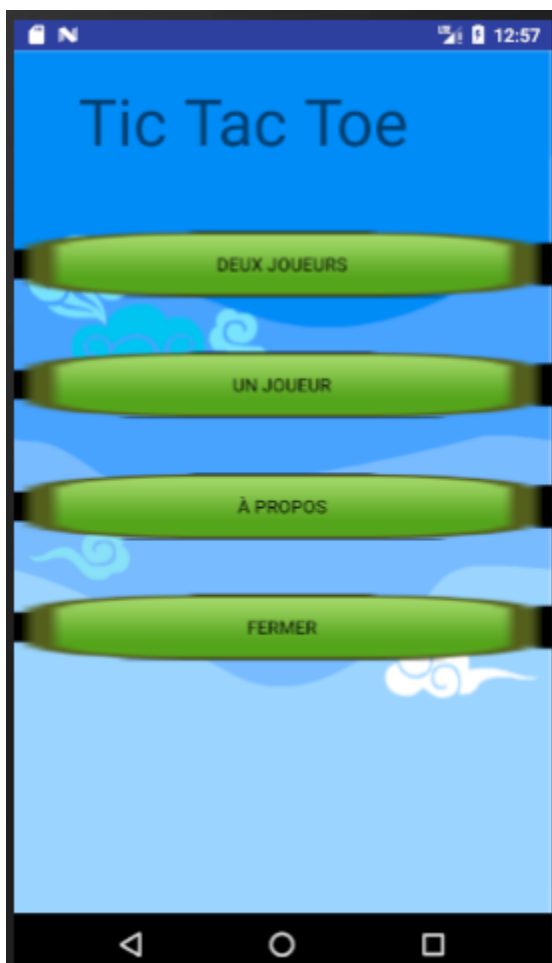 12:57
Tic Tac Toe
DEUX JOUEURS
UN JOUEUR
À PROPOS
FERMER